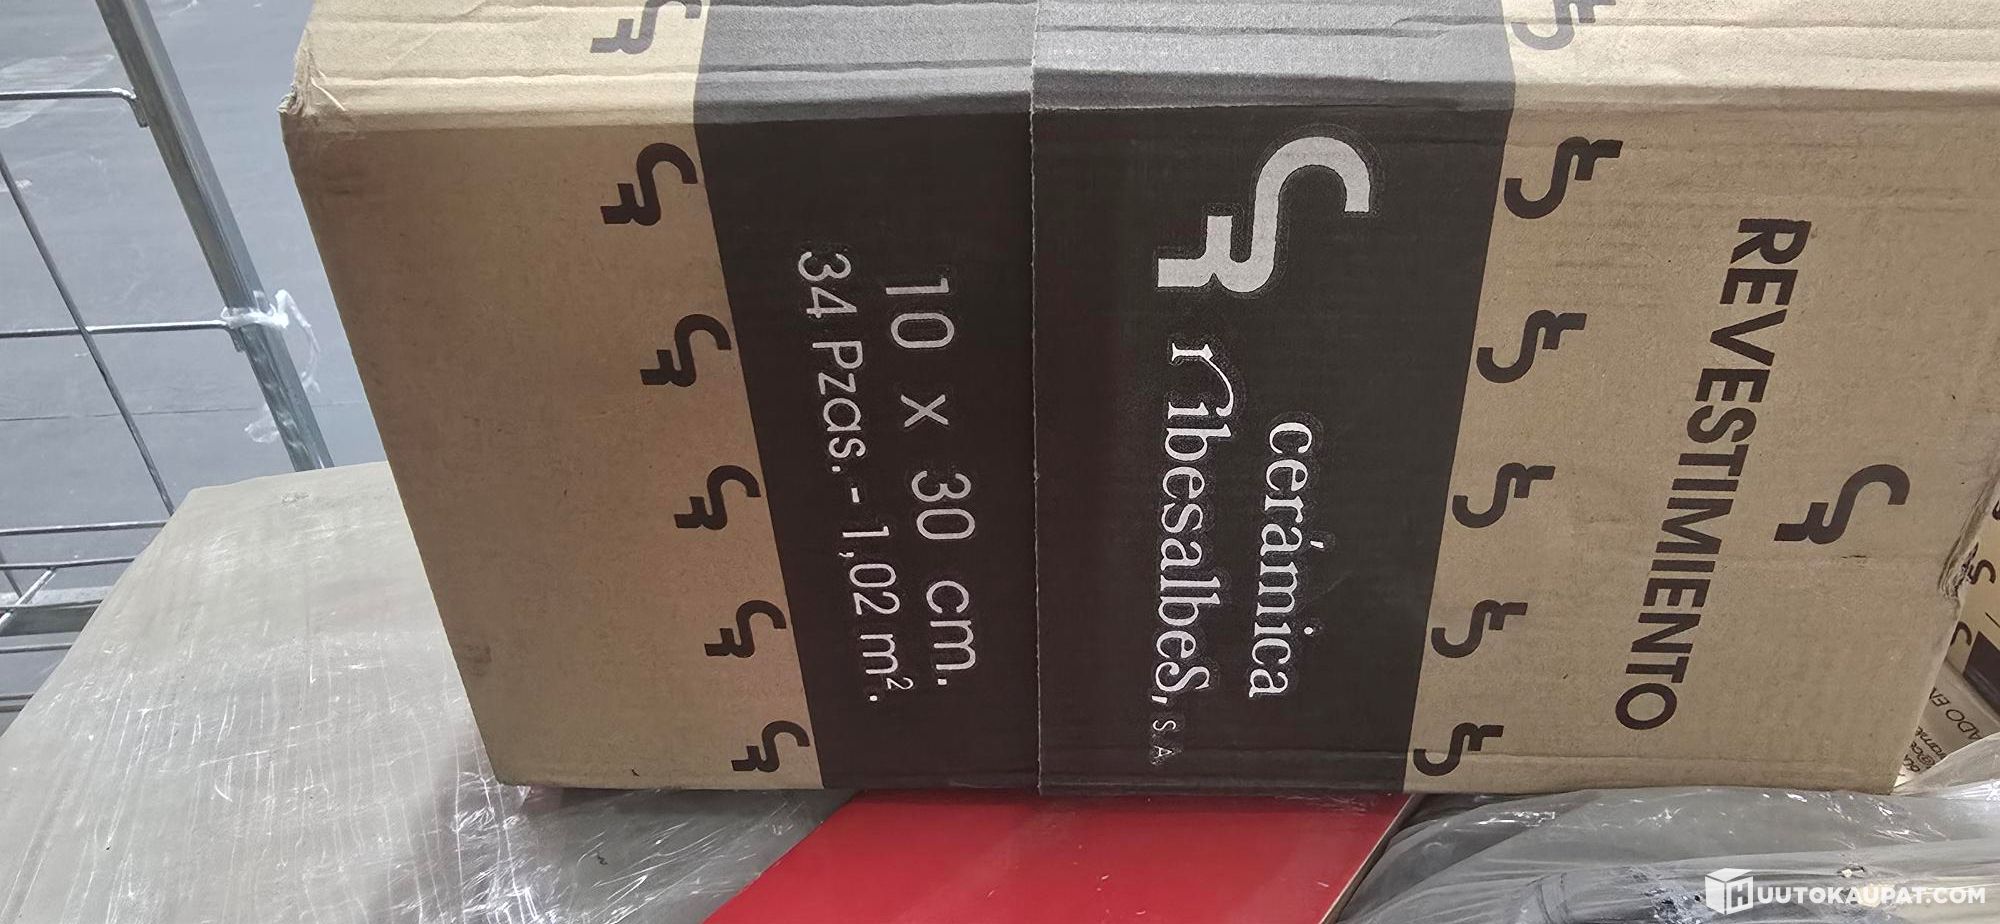 cerámica
ribesalbes, S.A.
10 x 30 cm.
34 Pzas. - 1,02 m².
REVESTIMIENTO
HUUTOKAUPAT.COM